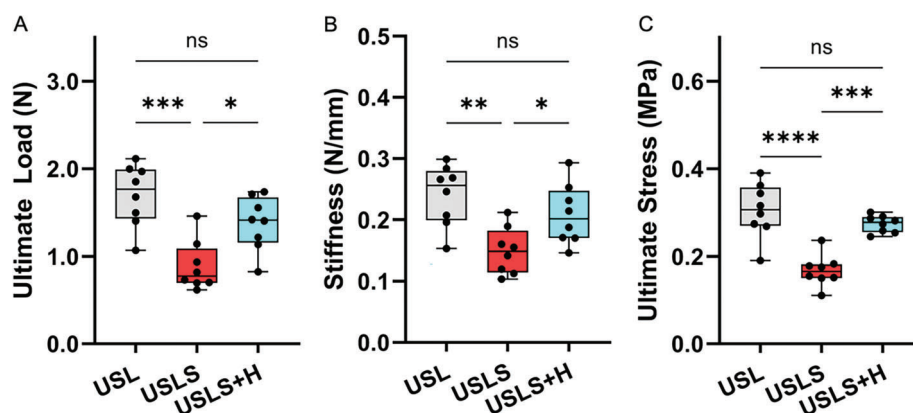 A
Ultimate Load (N)
3.0
2.0
1.0
0.0
ns
***
*
USL
USLS
USLS+H
B
Stiffness (N/mm)
0.5
0.4
0.3
0.2
0.1
0.0
ns
**
*
USL
USLS
USLS+H
C
Ultimate Stress (MPa)
0.6
0.4
0.2
0.0
ns
****
***
USL
USLS
USLS+H